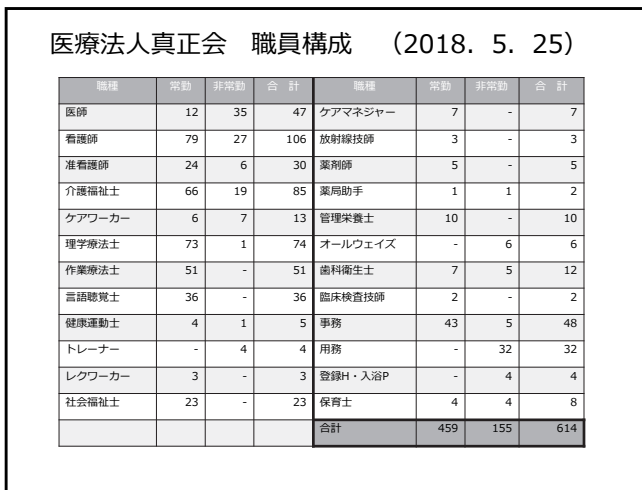 医療法人真正会　職員構成　（2018．5．25）
職種 常勤 非常勤 合　計 職種 常勤 非常勤 合　計
医師 12 35 47 ケアマネジャー 7 - 7
看護師 79 27 106 放射線技師 3 - 3
准看護師 24 6 30 薬剤師 5 - 5
介護福祉士 66 19 85 薬局助手 1 1 2
ケアワーカー 6 7 13 管理栄養士 10 - 10
理学療法士 73 1 74 オールウェイズ - 6 6
作業療法士 51 - 51 歯科衛生士 7 5 12
言語聴覚士 36 - 36 臨床検査技師 2 - 2
健康運動士 4 1 5 事務 43 5 48
トレーナー - 4 4 用務 - 32 32
レクワーカー 3 - 3 登録H・入浴P - 4 4
社会福祉士 23 - 23 保育士 4 4 8
合計 459 155 614